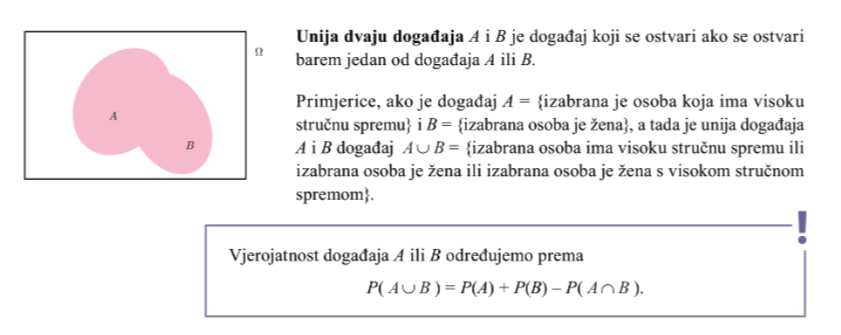 Ω
A
B
Unija dvaju događaja A i B je događaj koji se ostvari ako se ostvari
barem jedan od događaja A ili B.
Primjerice, ako je događaj A = {izabrana je osoba koja ima visoku
stručnu spremu} i B = {izabrana osoba je žena}, a tada je unija događaja
A i B događaj A∪B = {izabrana osoba ima visoku stručnu spremu ili
izabrana osoba je žena ili izabrana osoba je žena s visokom stručnom
spremom}.
!
Vjerojatnost događaja A ili B određujemo prema
P( A∪B ) = P(A) + P(B) – P( A∩B ).